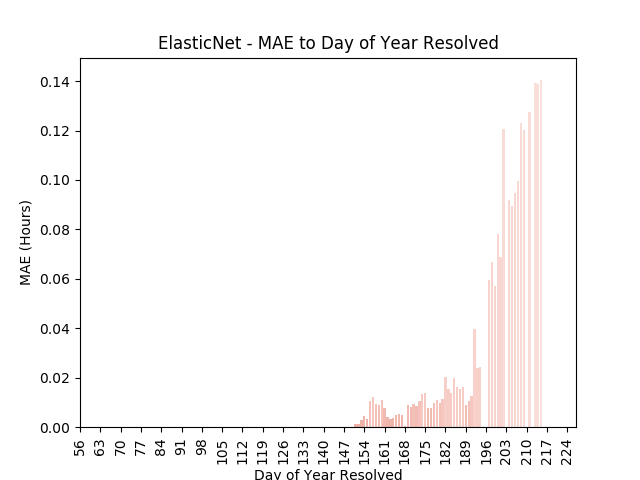 ElasticNet - MAE to Day of Year Resolved
MAE (Hours)
0.14
0.12
0.10
0.08
0.06
0.04
0.02
0.00
56 63 70 77 84 91 98 105 112 119 126 133 140 147 154 161 168 175 182 189 196 203 210 217 224
Day of Year Resolved